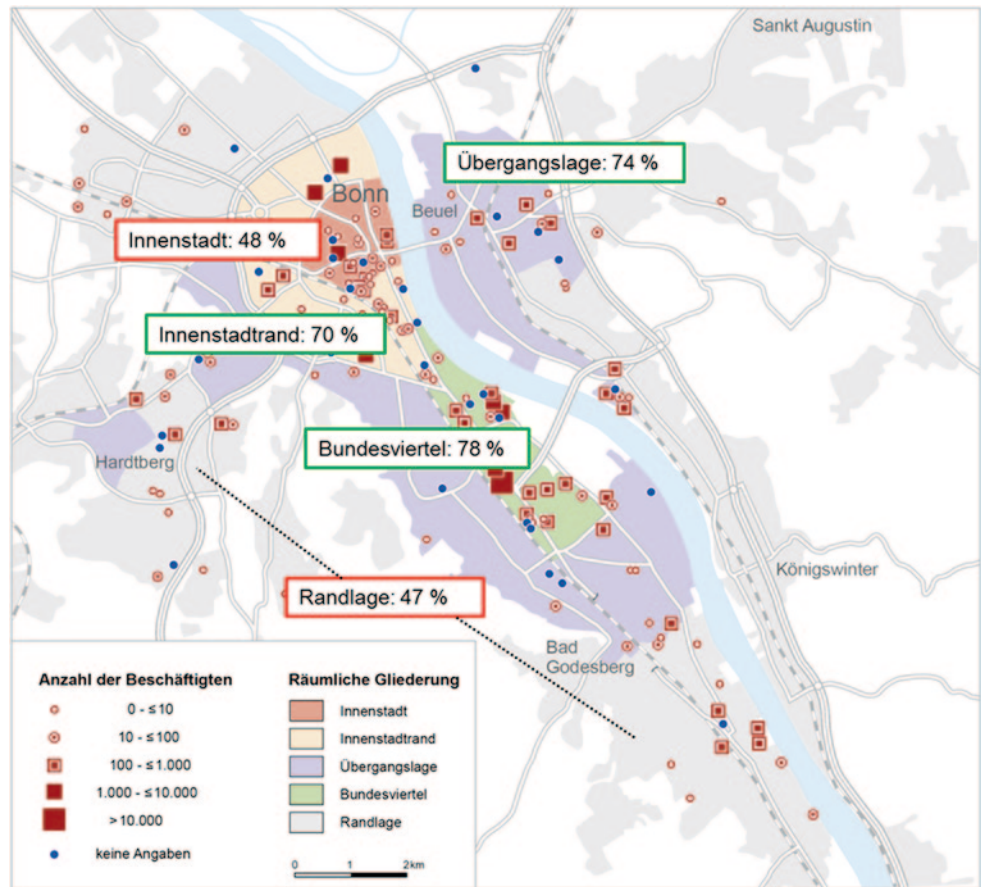 Sankt Augustin
Übergangslage: 74 %
Bonn
Beuel
Innenstadt: 48 %
Innenstadtrand: 70 %
Bundesviertel: 78 %
Hardtberg
Königswinter
Randlage: 47 %
Bad
Godesberg
Anzahl der Beschäftigten
0 - ≤10
10 - ≤100
100 - ≤1.000
1.000 - ≤10.000
>10.000
keine Angaben
Räumliche Gliederung
Innenstadt
Innenstadtrand
Übergangslage
Bundesviertel
Randlage
0 1 2km